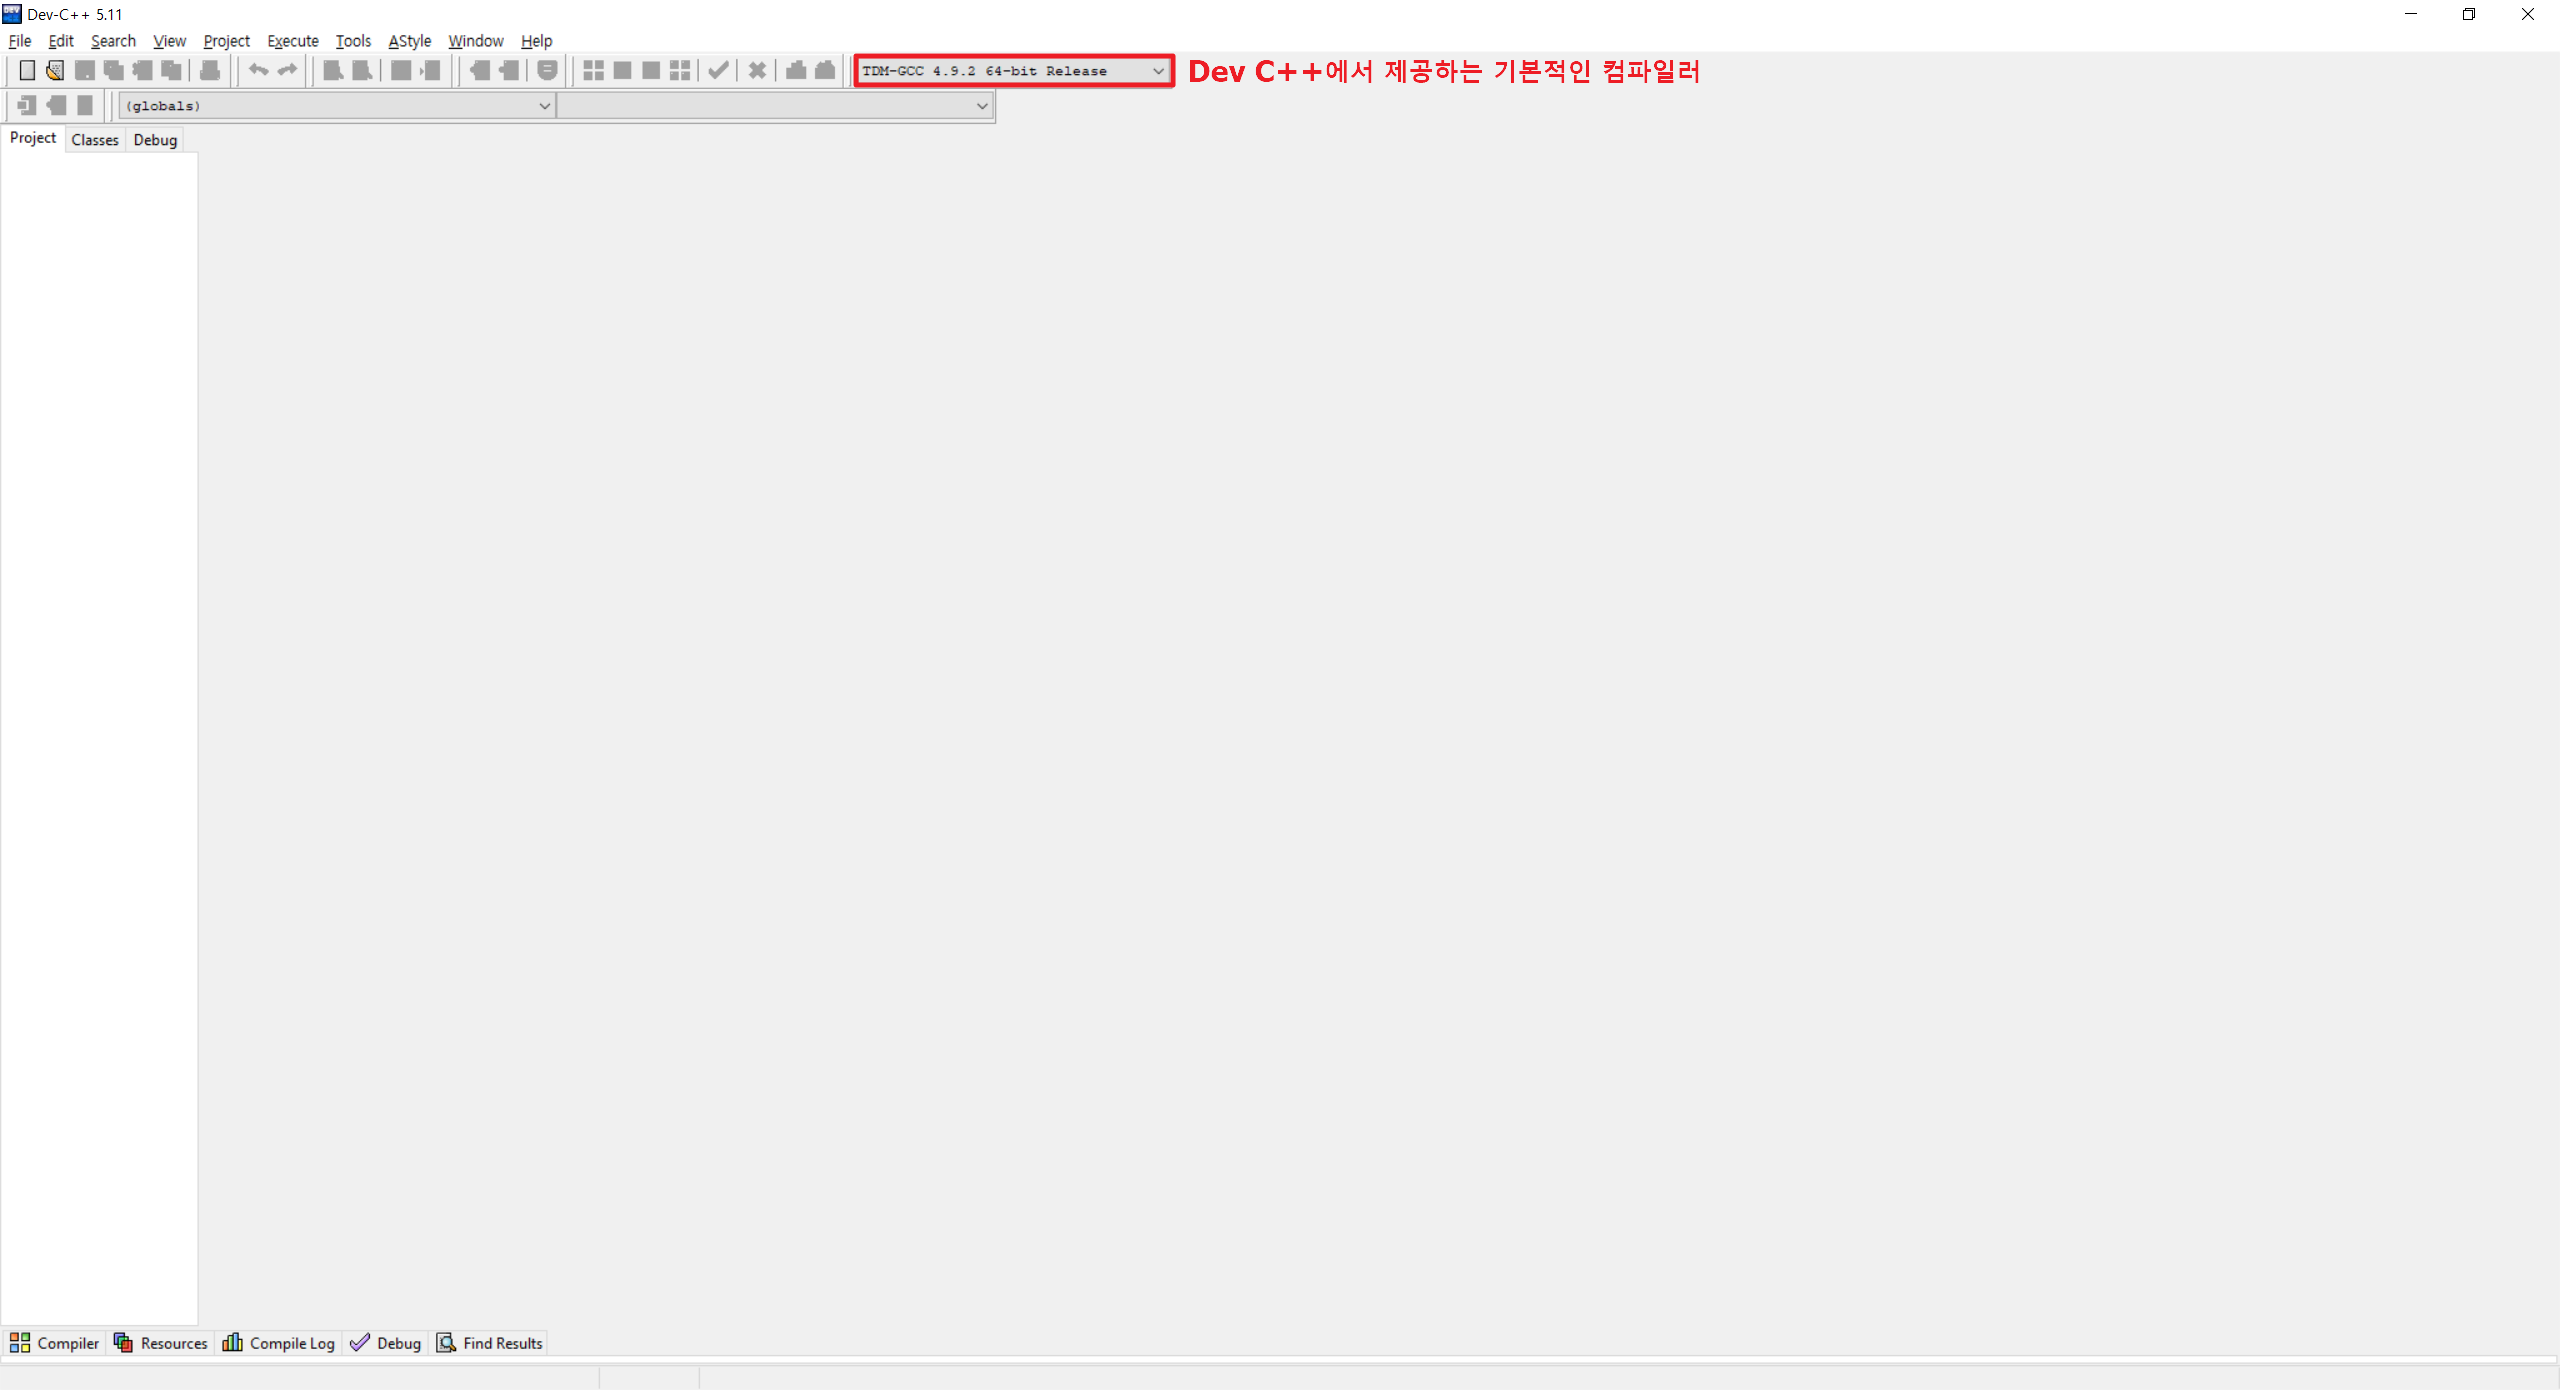 Dev-C++ 5.11
File Edit Search View Project Execute Tools AStyle Window Help
TDM-GCC 4.9.2 64-bit Release Dev C++에서 제공하는 기본적인 컴파일러
(globals)
Project Classes Debug
Compiler Resources Compile Log Debug Find Results